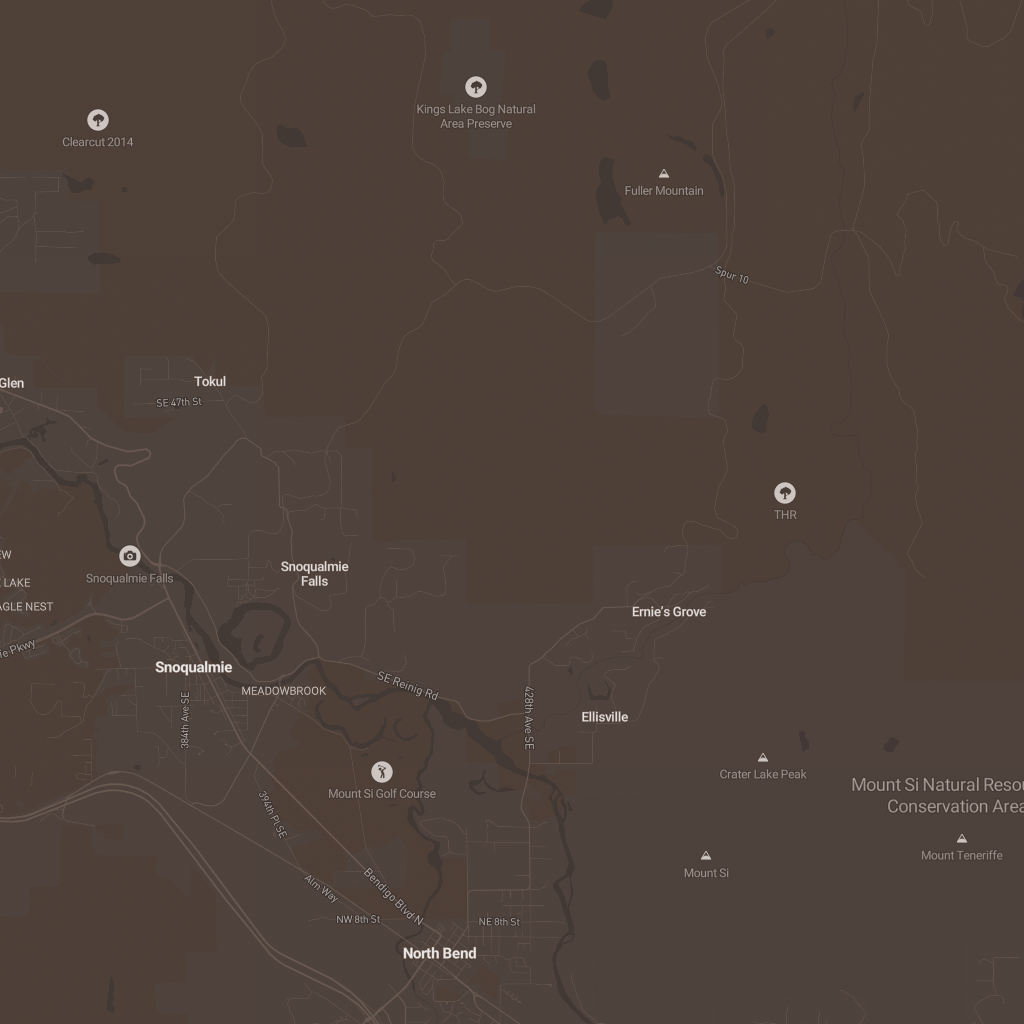 Kings Lake Bog Natural
Area Preserve
Clearcut 2014
Fuller Mountain
Spur 10
Glen
Tokul
SE 47th St
THR
EW
LAKE
AGLE NEST
Snoqualmie Falls
Snoqualmie
Falls
Ernie's Grove
ie Pkwy
Snoqualmie
MEADOWBROOK
SE Reinig Rd
384th Ave SE
428th Ave SE
Ellisville
Crater Lake Peak
Mount Si Natural Resou
Conservation Area
Mount Si Golf Course
394th Pl SE
Mount Teneriffe
Mount Si
Alm Way
Bendigo Blvd N
NW 8th St
NE 8th St
North Bend